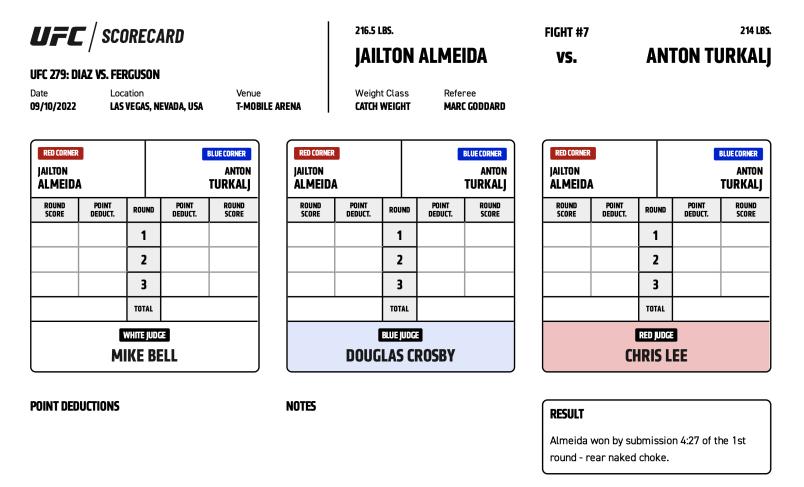 UFC / SCORECARD
UFC 279: DIAZ VS. FERGUSON
Date Location Venue
09/10/2022 LAS VEGAS, NEVADA, USA T-MOBILE ARENA
216.5 LBS. FIGHT #7 214 LBS.
JAILTON ALMEIDA VS. ANTON TURKALJ
Weight Class Referee
CATCH WEIGHT MARC GODDARD
RED CORNER BLUE CORNER
JAILTON ANTON
ALMEIDA TURKALJ
ROUND POINT ROUND POINT ROUND
SCORE DEDUCT. DEDUCT. SCORE
1
2
3
TOTAL
WHITE JUDGE
MIKE BELL
RED CORNER BLUE CORNER
JAILTON ANTON
ALMEIDA TURKALJ
ROUND POINT ROUND POINT ROUND
SCORE DEDUCT. DEDUCT. SCORE
1
2
3
TOTAL
BLUE JUDGE
DOUGLAS CROSBY
RED CORNER BLUE CORNER
JAILTON ANTON
ALMEIDA TURKALJ
ROUND POINT ROUND POINT ROUND
SCORE DEDUCT. DEDUCT. SCORE
1
2
3
TOTAL
RED JUDGE
CHRIS LEE
POINT DEDUCTIONS
NOTES
RESULT
Almeida won by submission 4:27 of the 1st
round - rear naked choke.